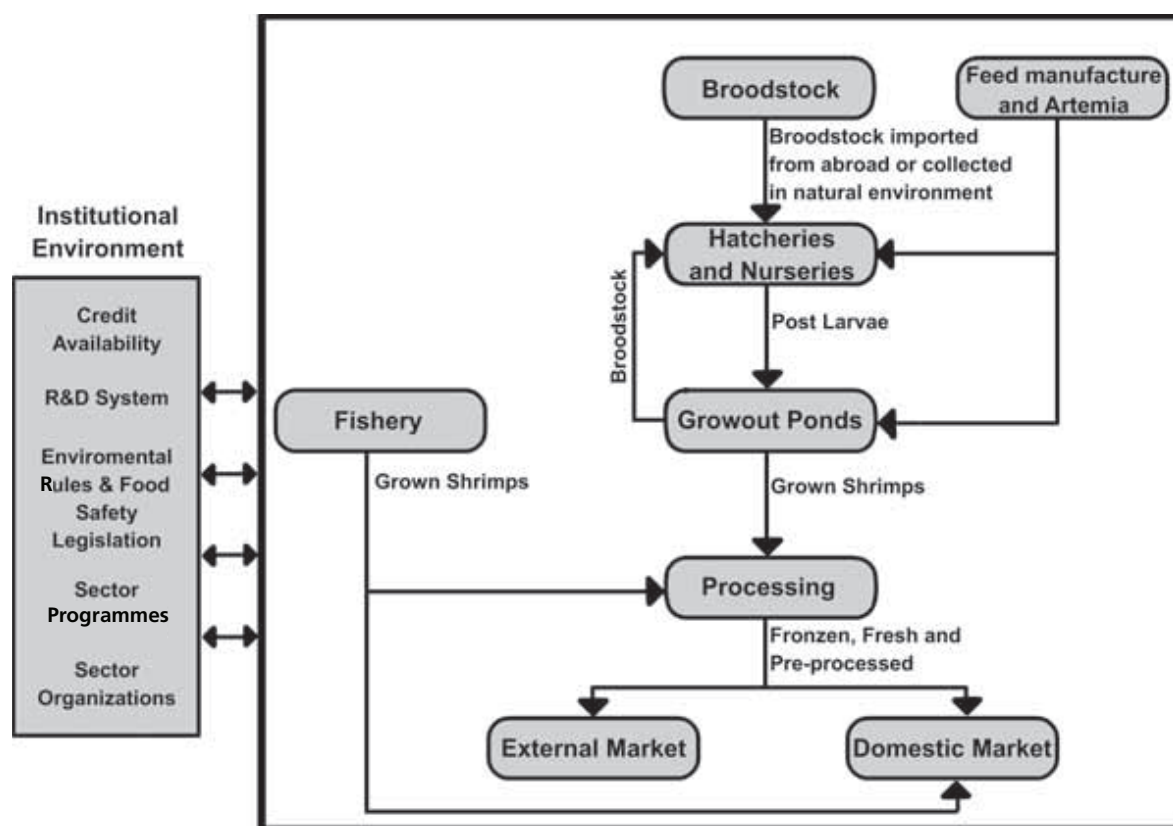 Institutional
Environment
Credit
Availability
R&D System
Enviromental
Rules & Food
Safety
Legislation
Sector
Programmes
Sector
Organizations
Broodstock
Feed manufacture
and Artemia
Broodstock imported
from abroad or collected
in natural environment
Hatcheries
and Nurseries
Broodstock
Post Larvae
Fishery
Growout Ponds
Grown Shrimps
Grown Shrimps
Processing
Fronzen, Fresh and
Pre-processed
External Market
Domestic Market